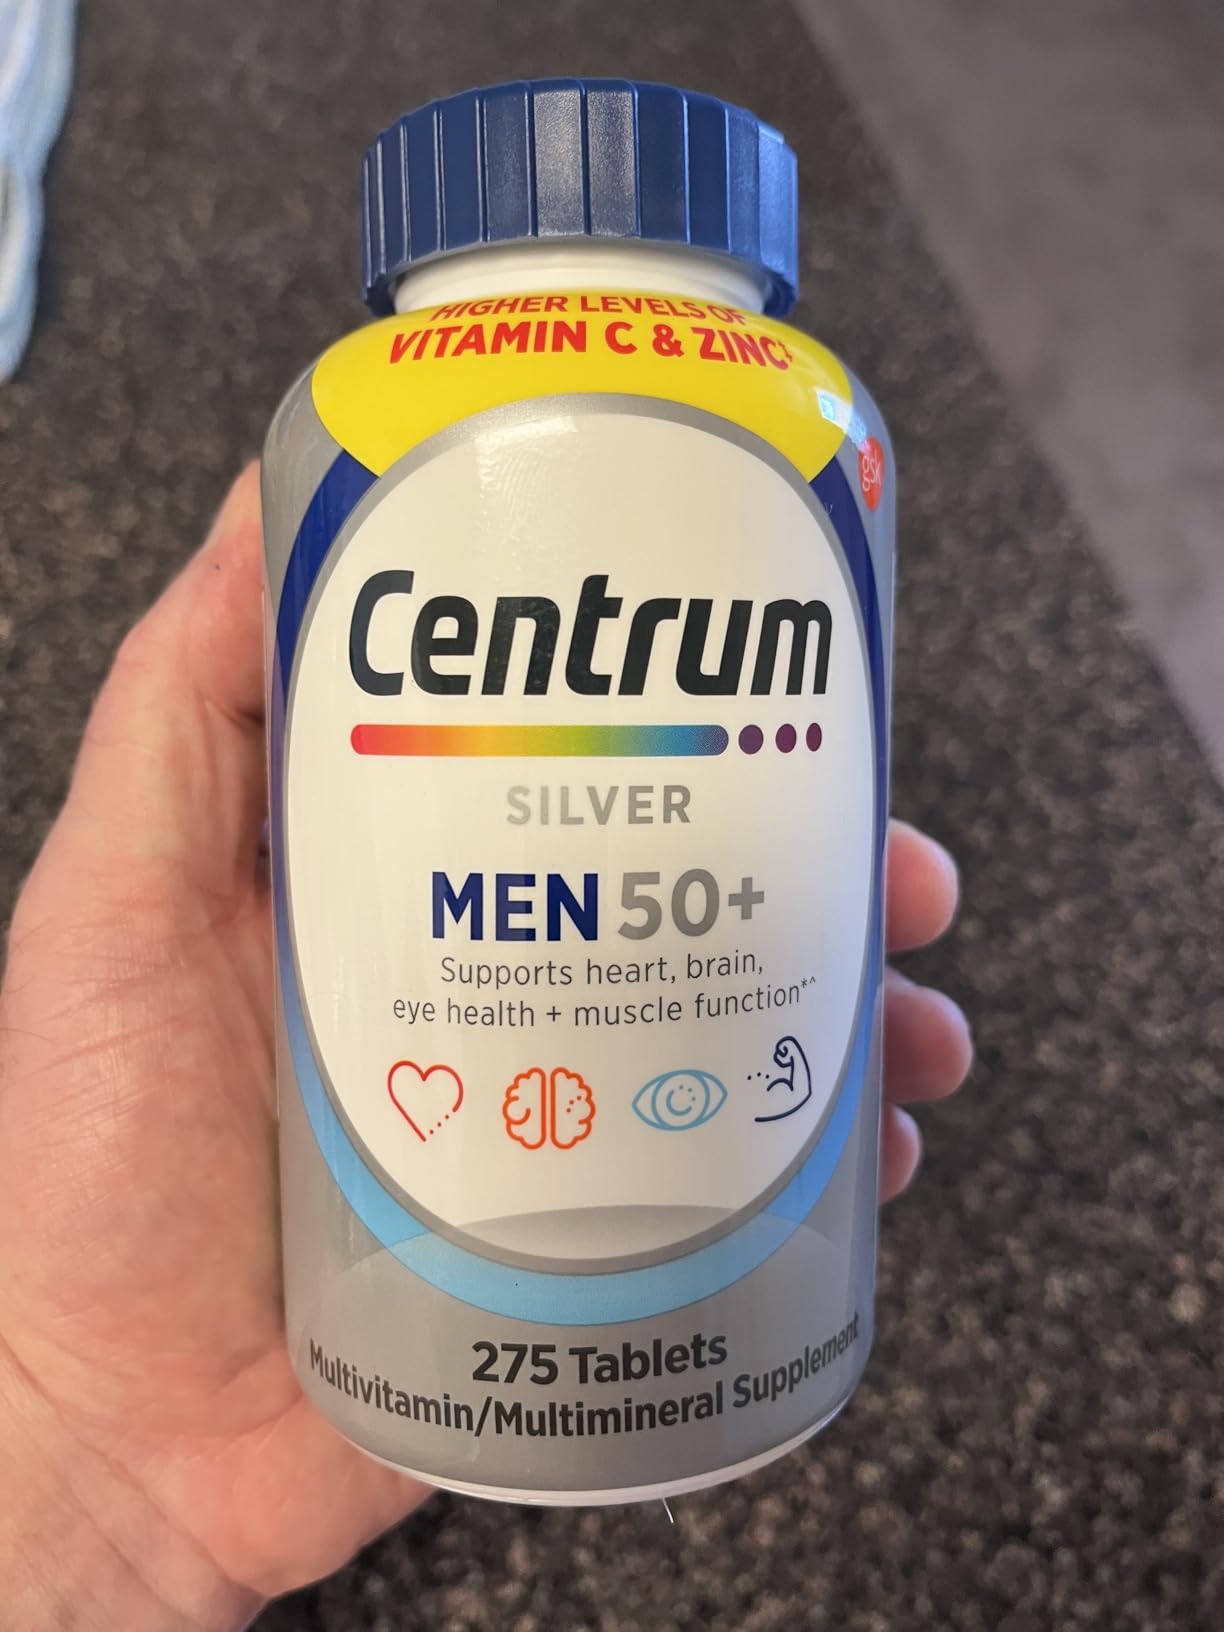 HIGHER LEVELS OF
VITAMIN C & ZINC‡
gsk
Centrum
SILVER
MEN 50+
Supports heart, brain,
eye health + muscle function*^
275 Tablets
Multivitamin/Multimineral Supplement